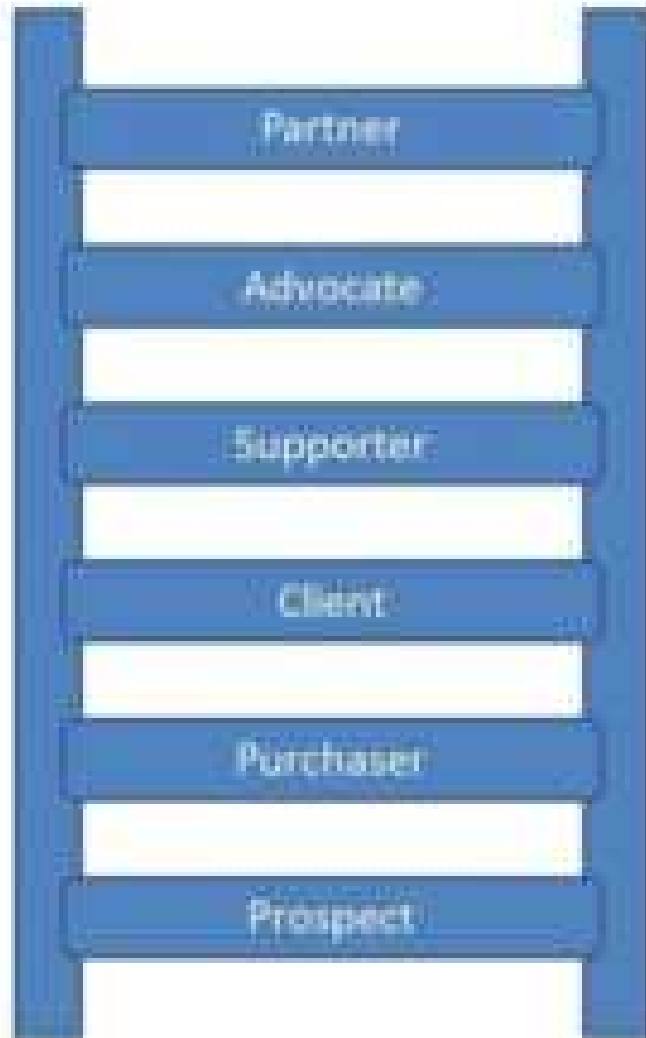 Partner
Advocate
Supporter
Client
Purchaser
Prospect